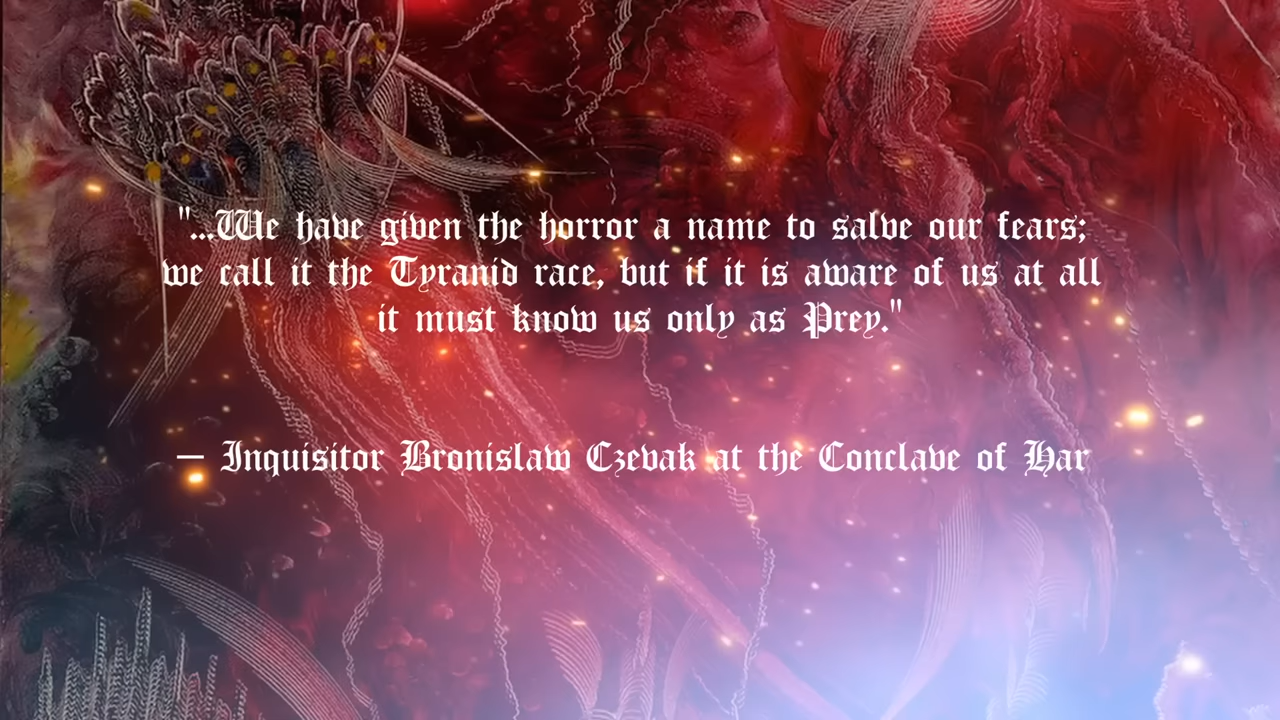 "...We have given the horror a name to salve our fears;
we call it the Tyranid race, but if it is aware of us at all
it must know us only as Prey."
— Inquisitor Bronislaw Czevak at the Conclave of Har